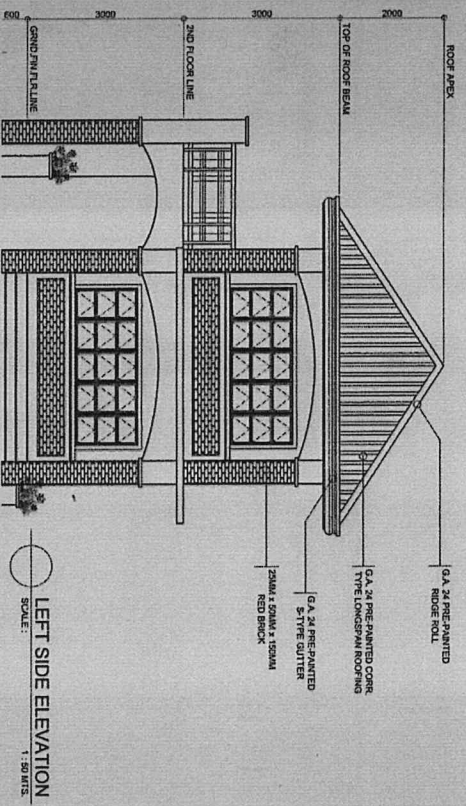 ROOF APEX
2000
TOP OF ROOF BEAM
3000
2ND FLOOR LINE
3000
GRND.FIN.FLR.LINE
600
G.A. 24 PRE-PAINTED
RIDGE ROLL
G.A. 24 PRE-PAINTED CORR.
TYPE LONGSPAN ROOFING
G.A. 24 PRE-PAINTED
S-TYPE GUTTER
25MM x 50MM x 150MM
RED BRICK
LEFT SIDE ELEVATION
SCALE : 1 : 50 MTS.